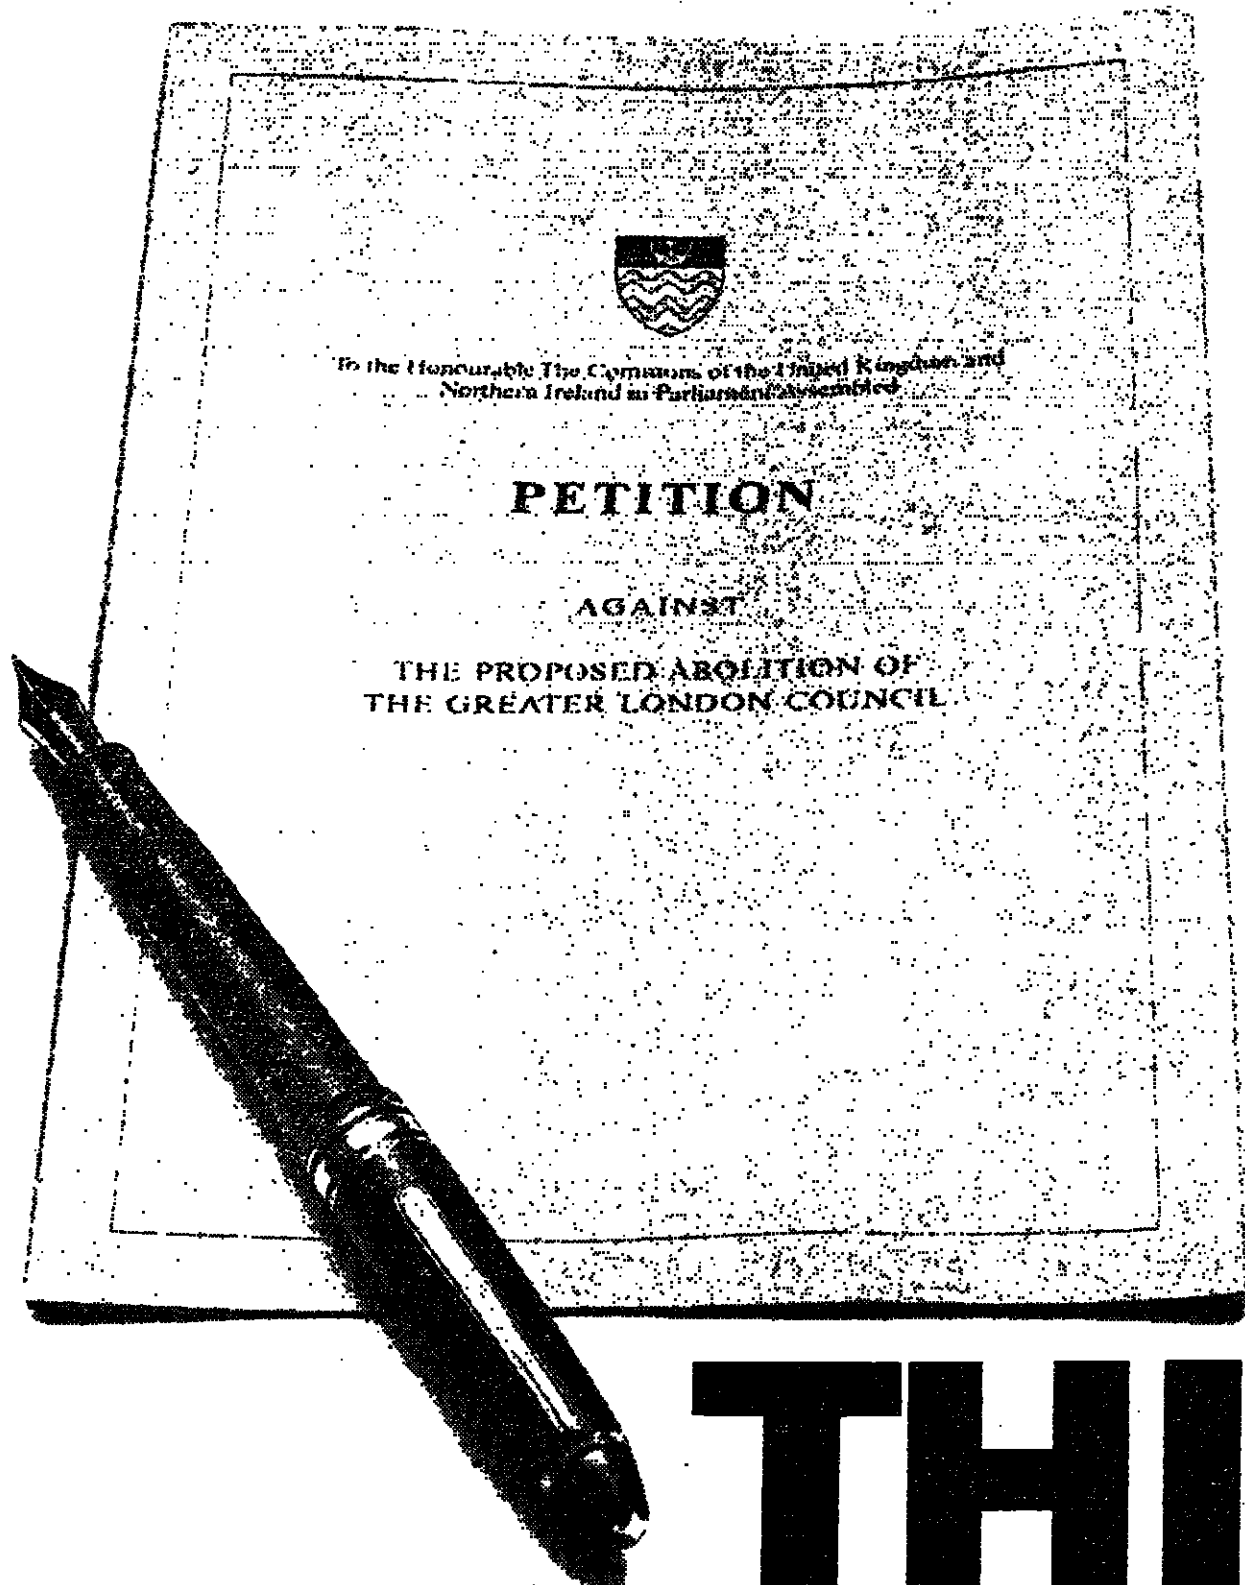 To the Honourable The Commons of the United Kingdom and
Northern Ireland in Parliament Assembled
PETITION
AGAINST
THE PROPOSED ABOLITION OF
THE GREATER LONDON COUNCIL
THI